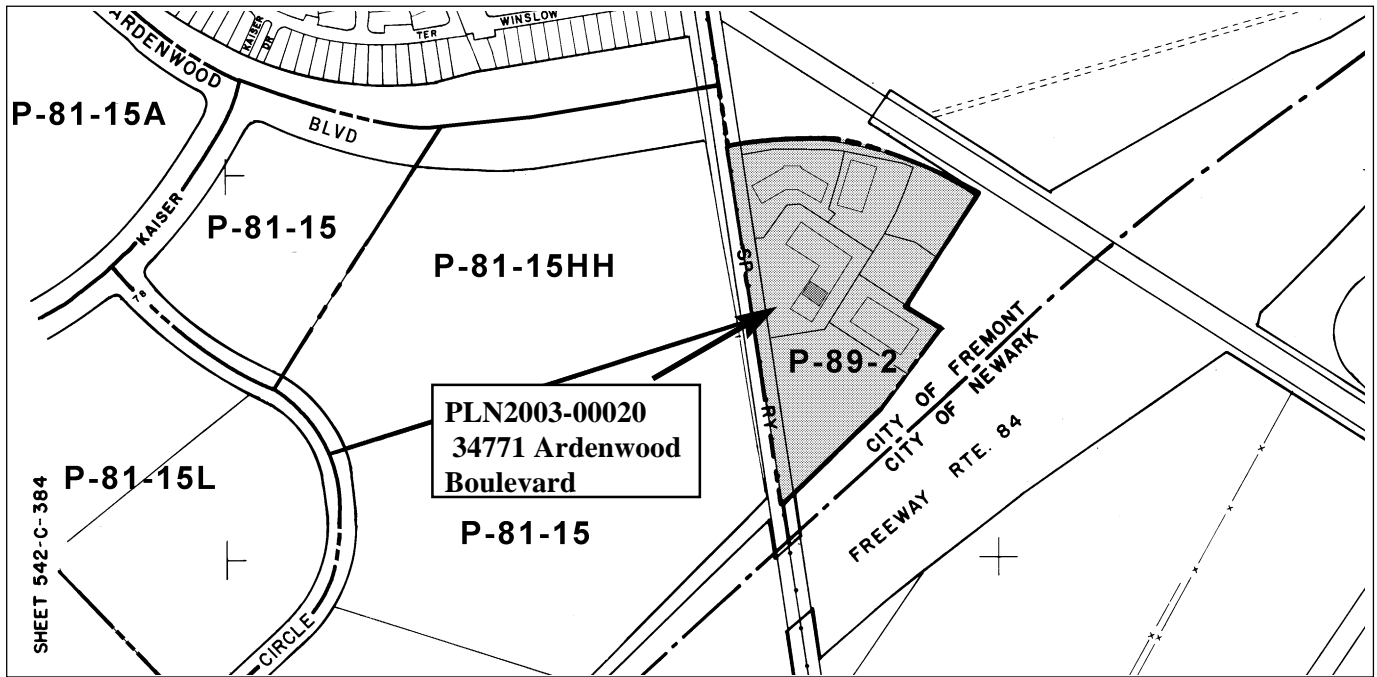 ARDENWOOD
BLVD
KAISER
DR
TER
WINSLOW
P-81-15A
KAISER
P-81-15
P-81-15HH
78
SP
RY
P-89-2
PLN2003-00020
34771 Ardenwood
Boulevard
CITY OF FREMONT
CITY OF NEWARK
FREEWAY RTE. 84
P-81-15L
P-81-15
SHEET 542-C-384
CIRCLE